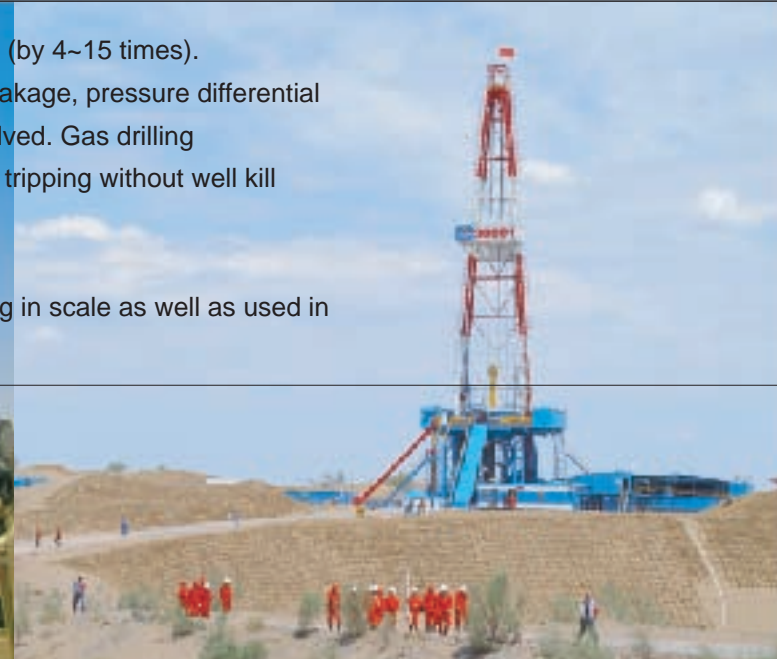 (by 4~15 times).
akage, pressure differential
lved. Gas drilling
tripping without well kill
g in scale as well as used in